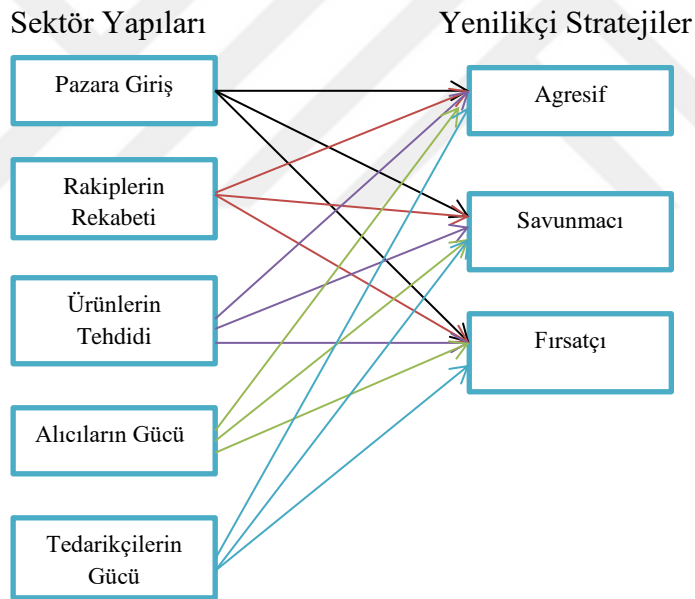 Sektör Yapıları
Pazara Giriş
Rakiplerin
Rekabeti
Ürünlerin
Tehdidi
Alıcıların Gücü
Tedarikçilerin
Gücü
Yenilikçi Stratejiler
Agresif
Savunmacı
Fırsatçı